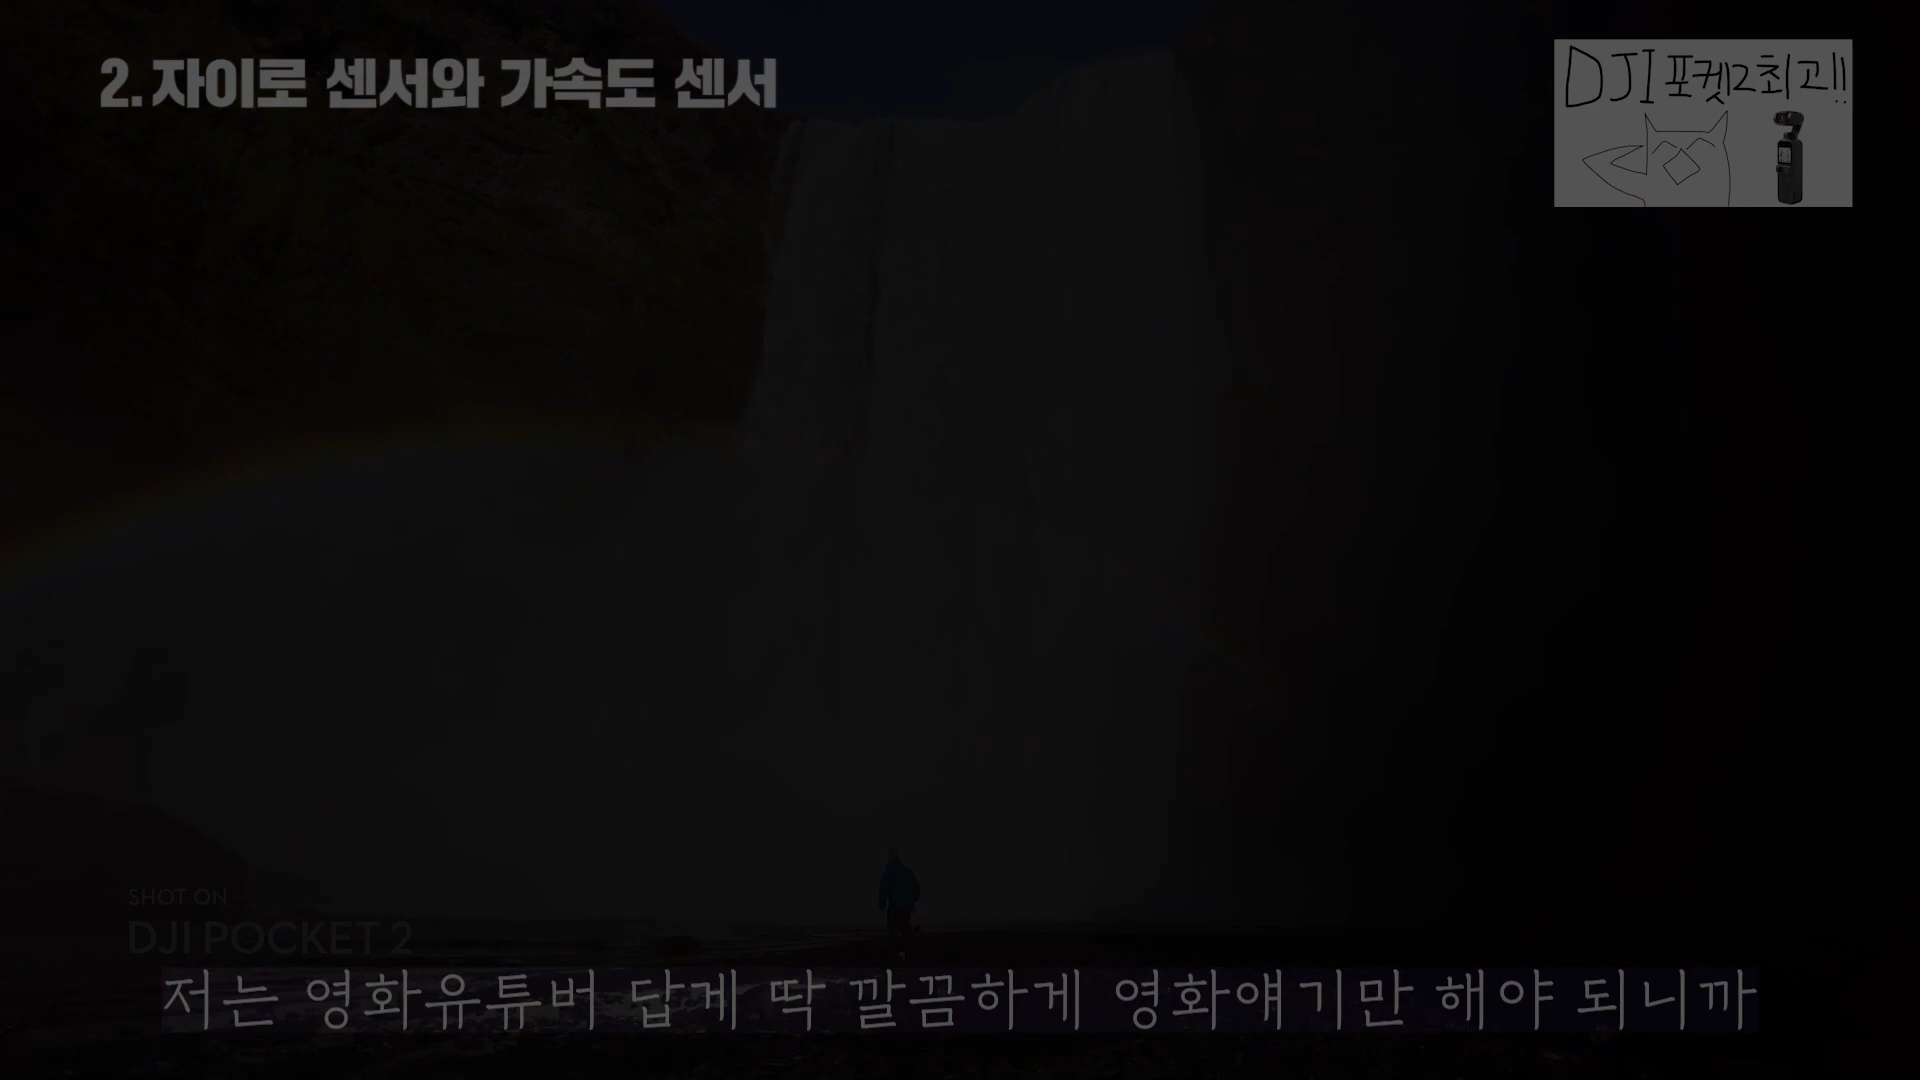 2. 자이로 센서와 가속도 센서
DJI 포켓2 최고!!
SHOT ON
DJI POCKET 2
저는 영화유튜버 답게 딱 깔끔하게 영화얘기만 해야 되니까